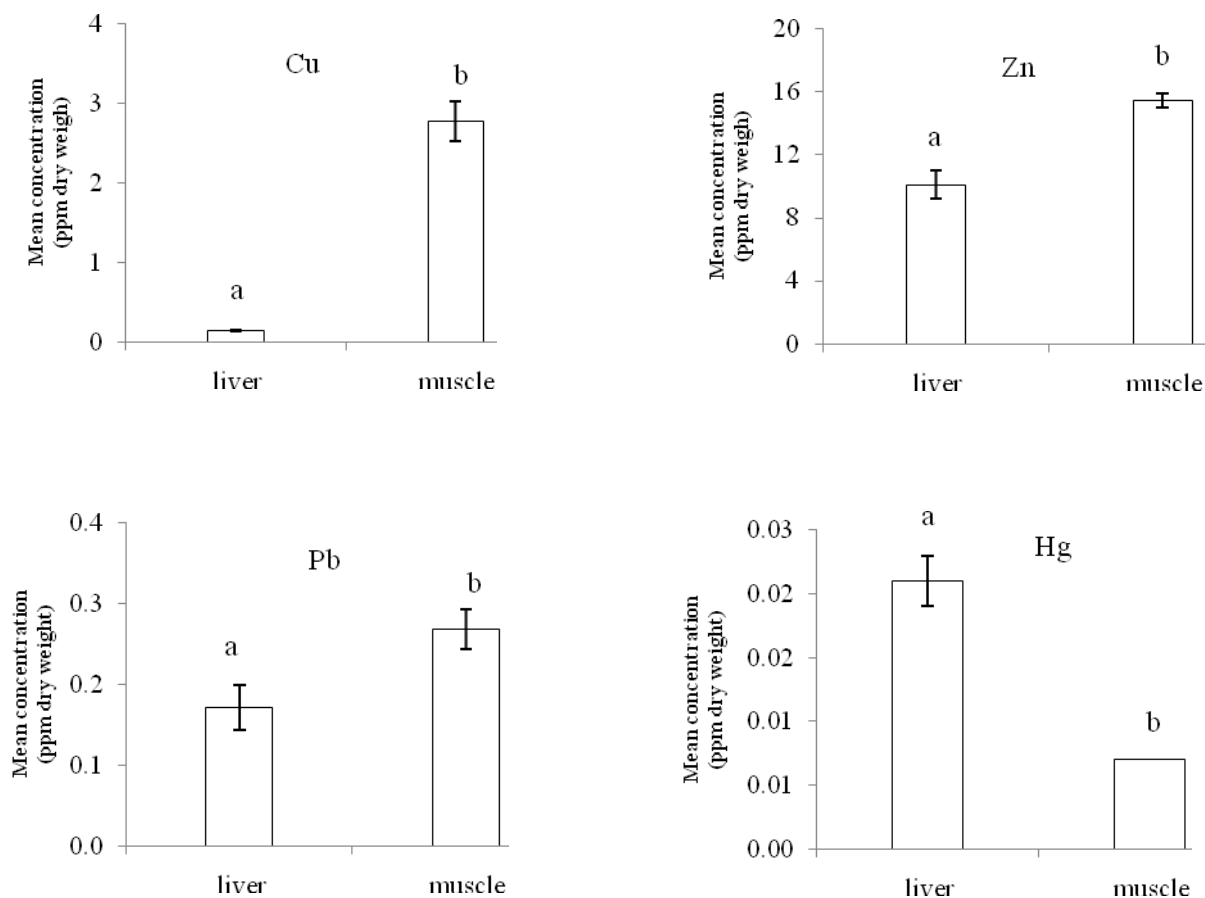 4
3
2
1
0
Mean concentration
(ppm dry weigh)
Cu
a
b
liver muscle
20
16
12
8
4
0
Mean concentration
(ppm dry weigh)
Zn
a
b
liver muscle
0.4
0.3
0.2
0.1
0.0
Mean concentration
(ppm dry weight)
Pb
a
b
liver muscle
0.03
0.02
0.02
0.01
0.01
0.00
Mean concentration
(ppm dry weight)
Hg
a
b
liver muscle